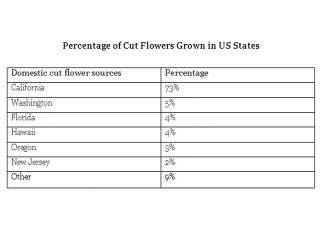 Percentage of Cut Flowers Grown in US States
Domestic cut flower sources Percentage
California 73%
Washington 5%
Florida 4%
Hawaii 4%
Oregon 3%
New Jersey 2%
Other 9%